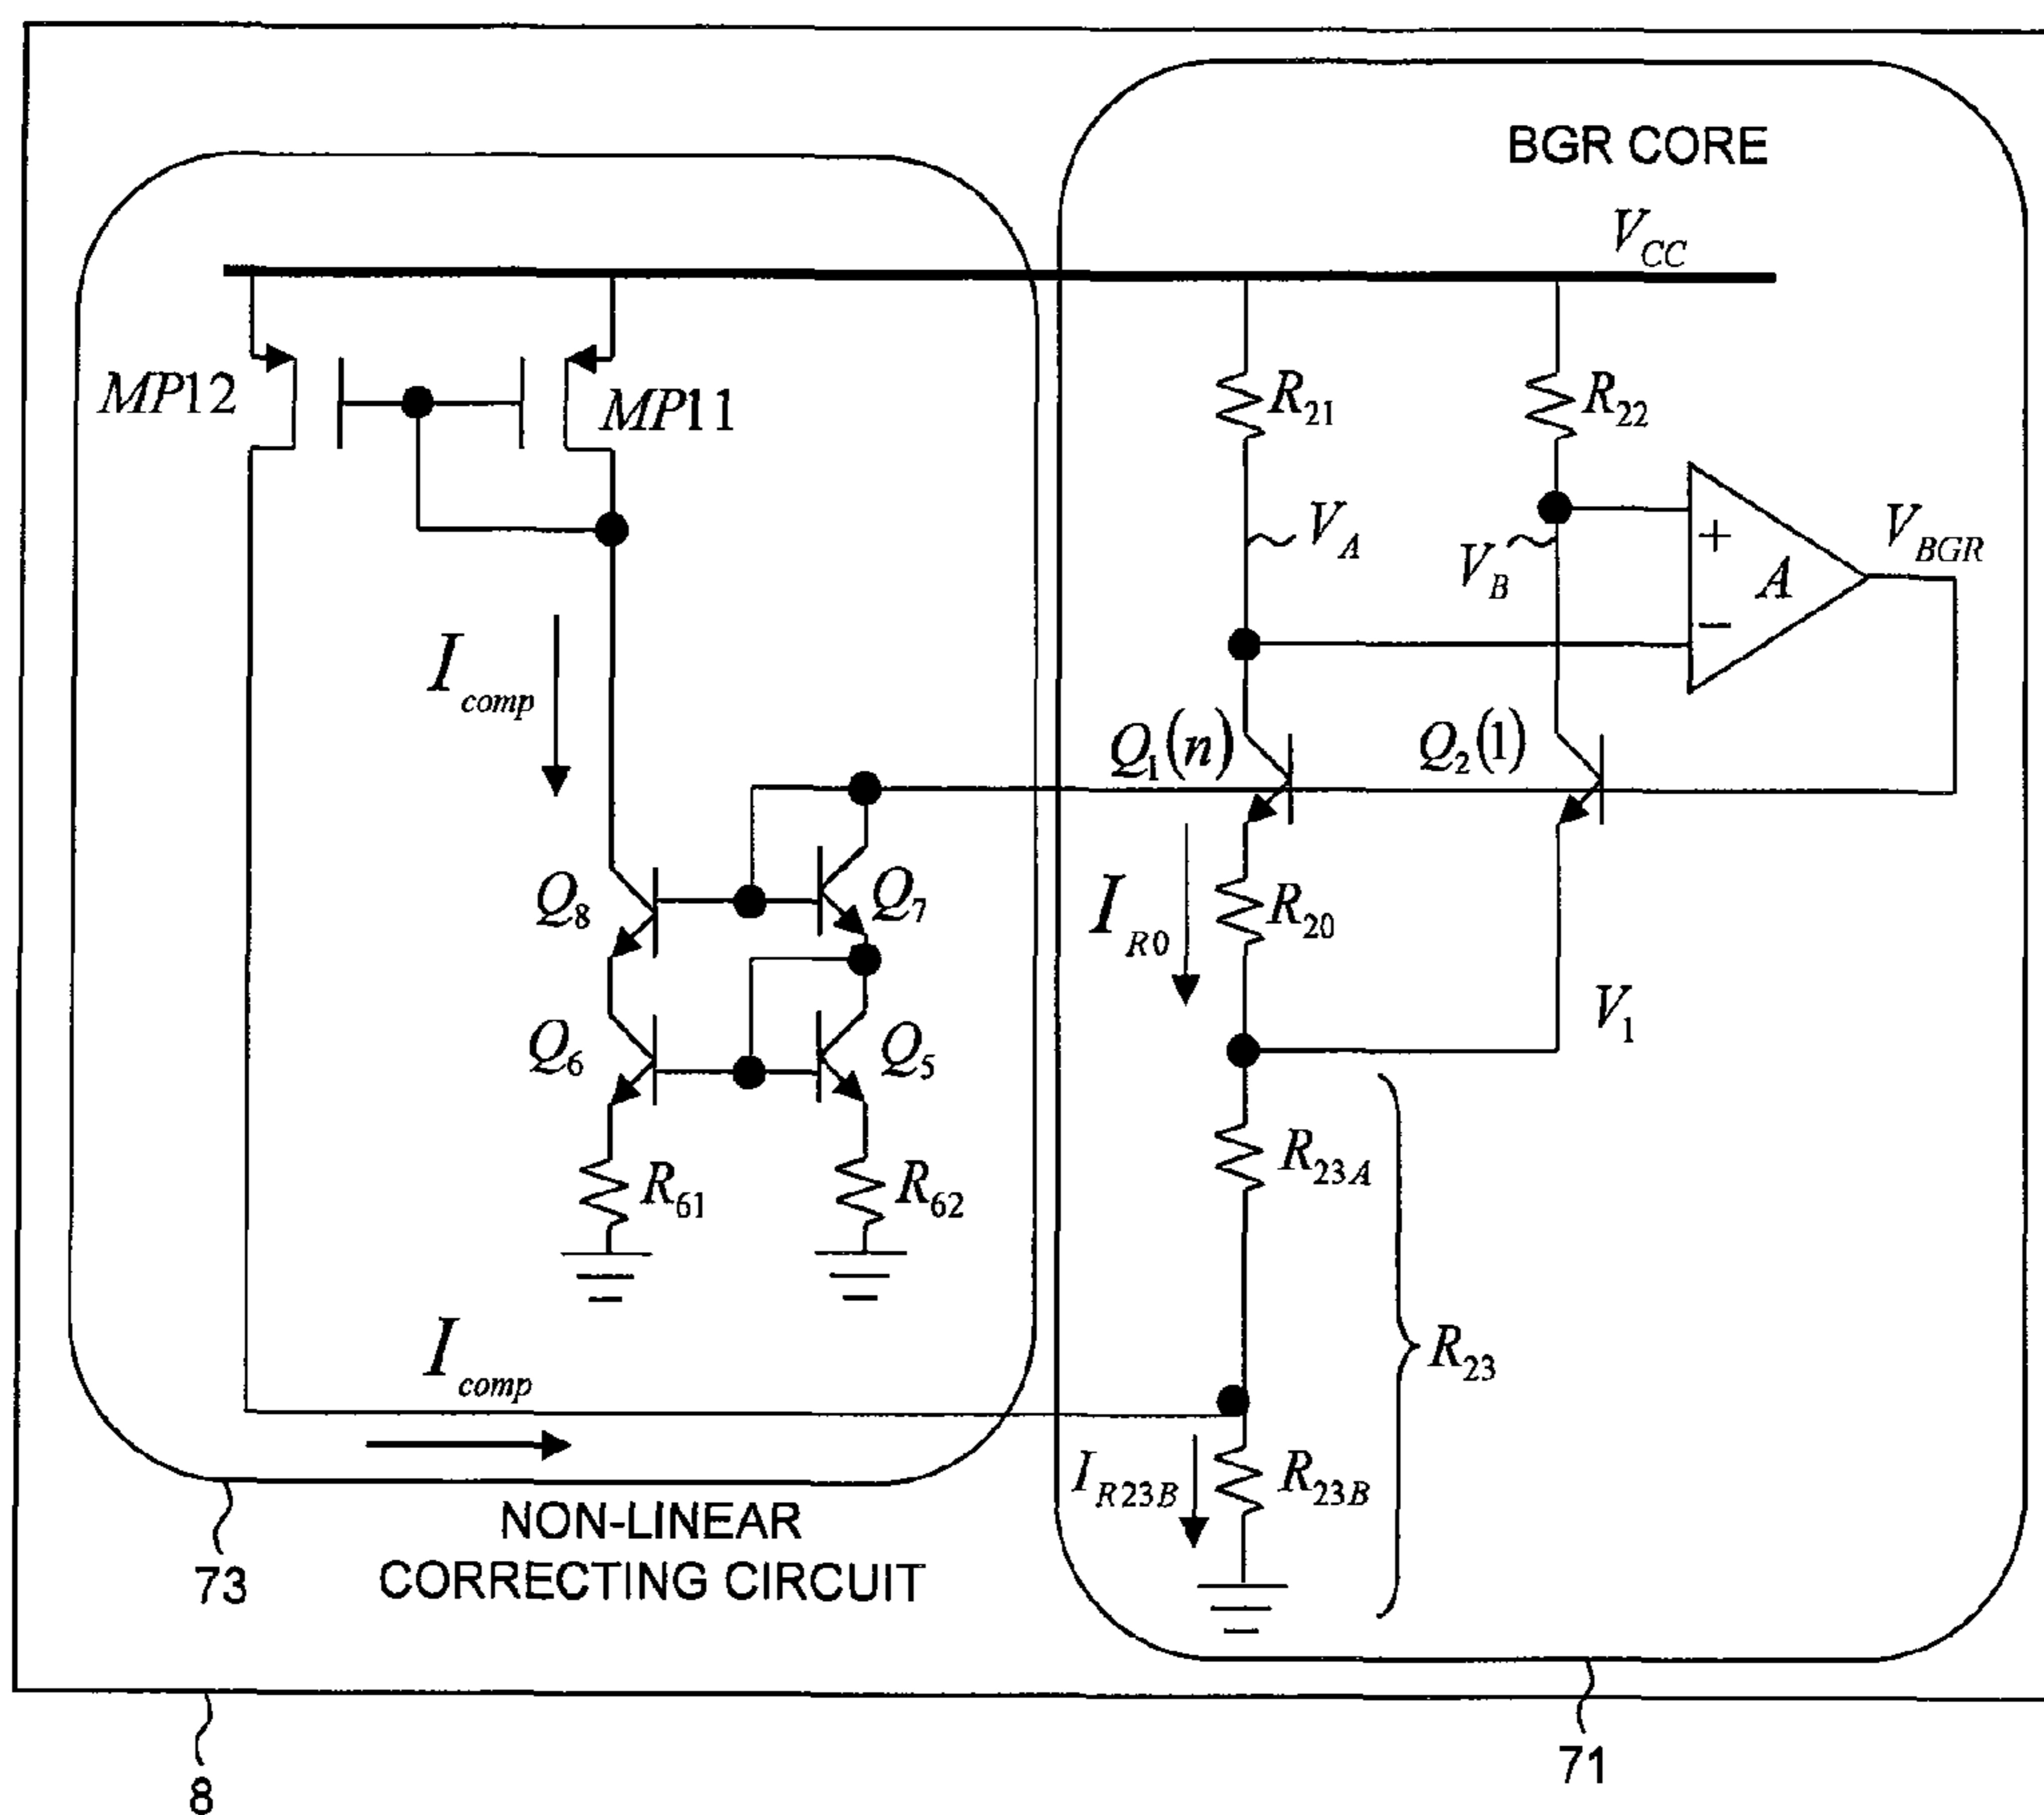 BGR CORE
V_CC
MP12
MP11
R_21
R_22
V_A
V_B
+
−
A
V_BGR
I_comp
Q_1(n)
Q_2(1)
Q_8
Q_7
I_R0
R_20
V_1
Q_6
Q_5
R_61
R_62
R_23A
R_23
I_comp
I_R23B
R_23B
NON-LINEAR
CORRECTING CIRCUIT
73
71
8